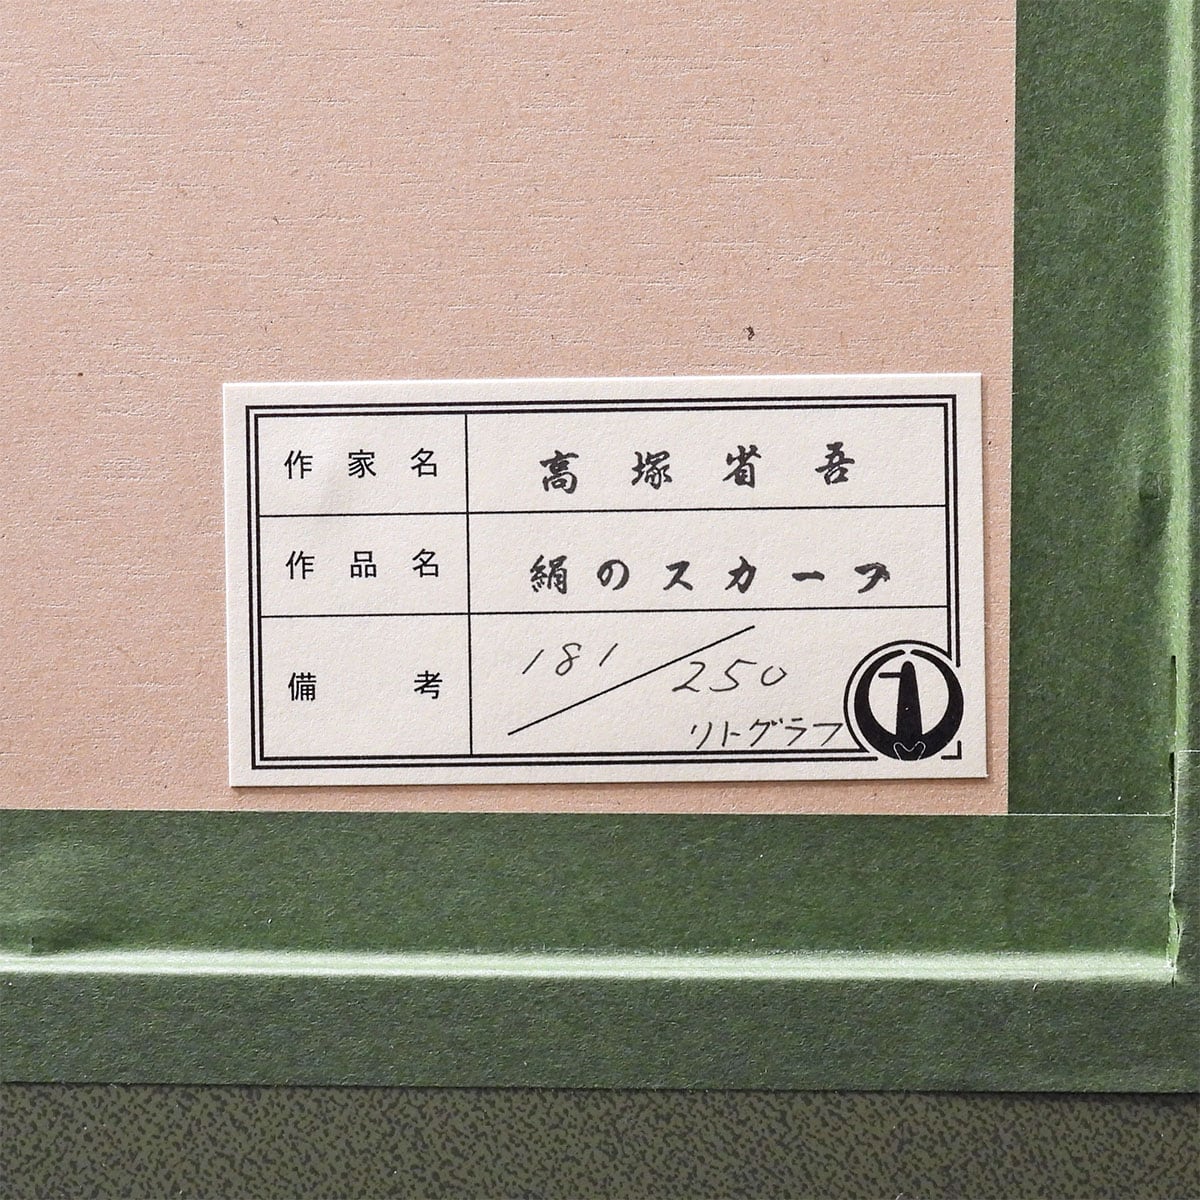 作家名 高塚省吾
作品名 絹のスカーフ
備考 181/250
リトグラフ